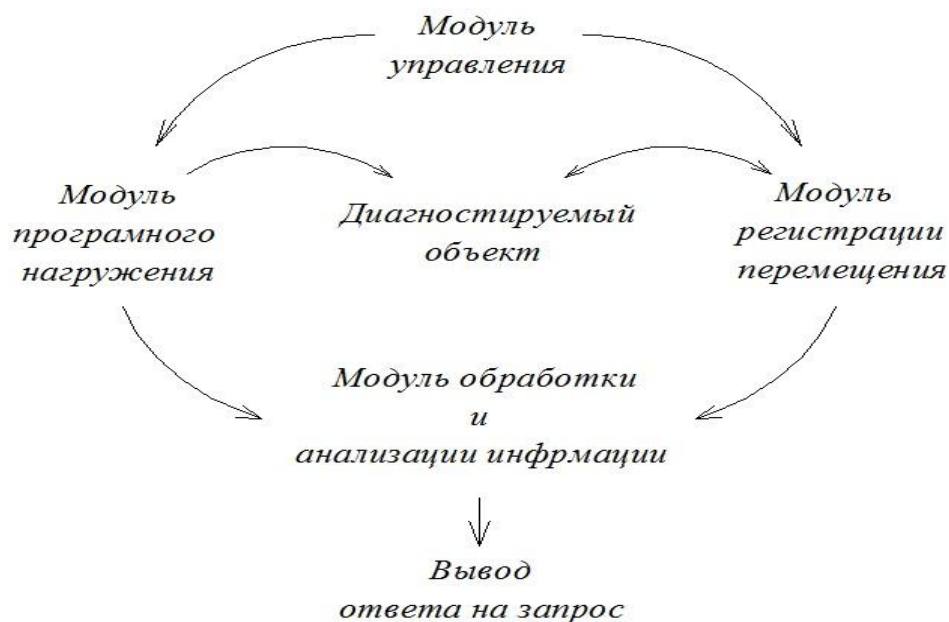 Модуль
управления
Модуль
програмного
нагружения
Диагностируемый
объект
Модуль
регистрации
перемещения
Модуль обработки
и
анализации инфрмации
Вывод
ответа на запрос